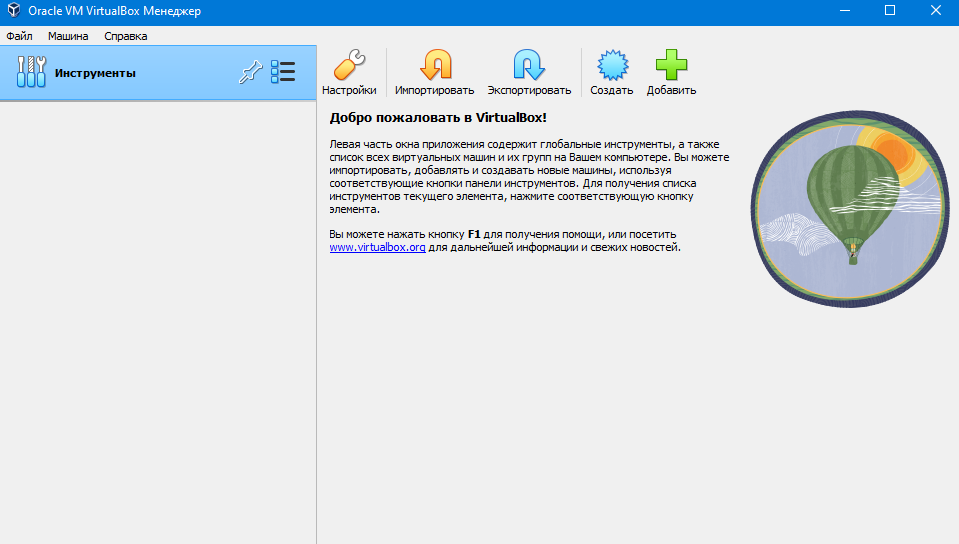 Oracle VM VirtualBox Менеджер
Файл Машина Справка
Инструменты
Настройки Импортировать Экспортировать Создать Добавить
Добро пожаловать в VirtualBox!
Левая часть окна приложения содержит глобальные инструменты, а также
список всех виртуальных машин и их групп на Вашем компьютере. Вы можете
импортировать, добавлять и создавать новые машины, используя
соответствующие кнопки панели инструментов. Для получения списка
инструментов текущего элемента, нажмите соответствующую кнопку
элемента.
Вы можете нажать кнопку F1 для получения помощи, или посетить
www.virtualbox.org для дальнейшей информации и свежих новостей.